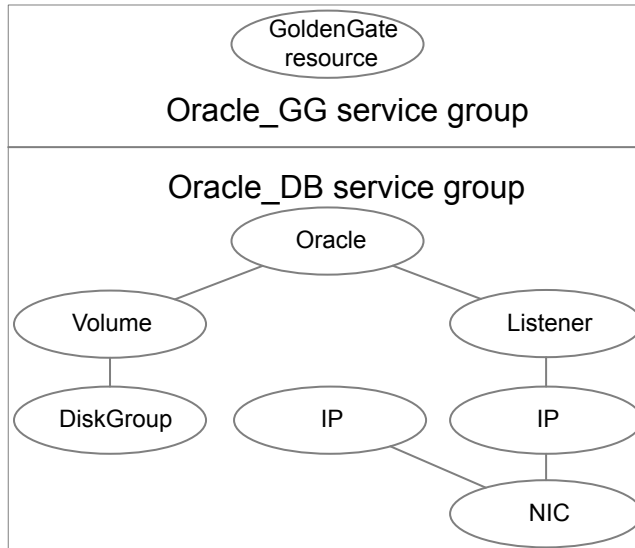 GoldenGate
resource
Oracle_GG service group
Oracle_DB service group
Oracle
Volume
Listener
DiskGroup
IP
IP
NIC